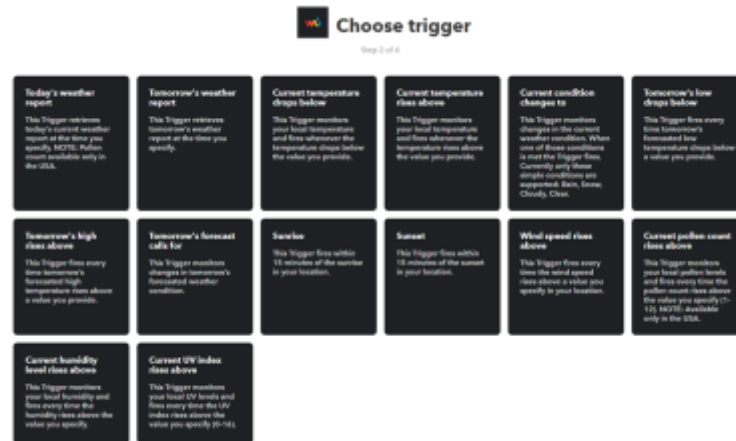 wu
Choose trigger
Step 2 of 6
Today's weather
report
This Trigger retrieves
today's current weather
report at the time you
specify. NOTE: Pollen
count available only in
the USA.
Tomorrow's weather
report
This Trigger retrieves
tomorrow's weather
report at the time you
specify.
Current temperature
drops below
This Trigger monitors
your local temperature
and fires whenever the
temperature drops below
the value you provide.
Current temperature
rises above
This Trigger monitors
your local temperature
and fires whenever the
temperature rises above
the value you provide.
Current condition
changes to
This Trigger monitors
changes in the current
weather condition. When
one of those conditions
is met the Trigger fires.
Currently only these
simple conditions are
supported: Rain, Snow,
Cloudy, Clear.
Tomorrow's low
drops below
This Trigger fires every
time tomorrow's
forecasted low
temperature drops below
a value you provide.
Tomorrow's high
rises above
This Trigger fires every
time tomorrow's
forecasted high
temperature rises above
a value you provide.
Tomorrow's forecast
calls for
This Trigger monitors
changes in tomorrow's
forecasted weather
condition.
Sunrise
This Trigger fires within
15 minutes of the sunrise
in your location.
Sunset
This Trigger fires within
15 minutes of the sunset
in your location.
Wind speed rises
above
This Trigger fires every
time the wind speed
rises above a value you
specify in your location.
Current pollen count
rises above
This Trigger monitors
your local pollen levels
and fires every time the
pollen count rises above
the value you specify (1-
12). NOTE: Available
only in the USA.
Current humidity
level rises above
This Trigger monitors
your local humidity and
fires every time the
humidity rises above the
value you specify.
Current UV index
rises above
This Trigger monitors
your local UV levels and
fires every time the UV
index rises above the
value you specify (0-16).